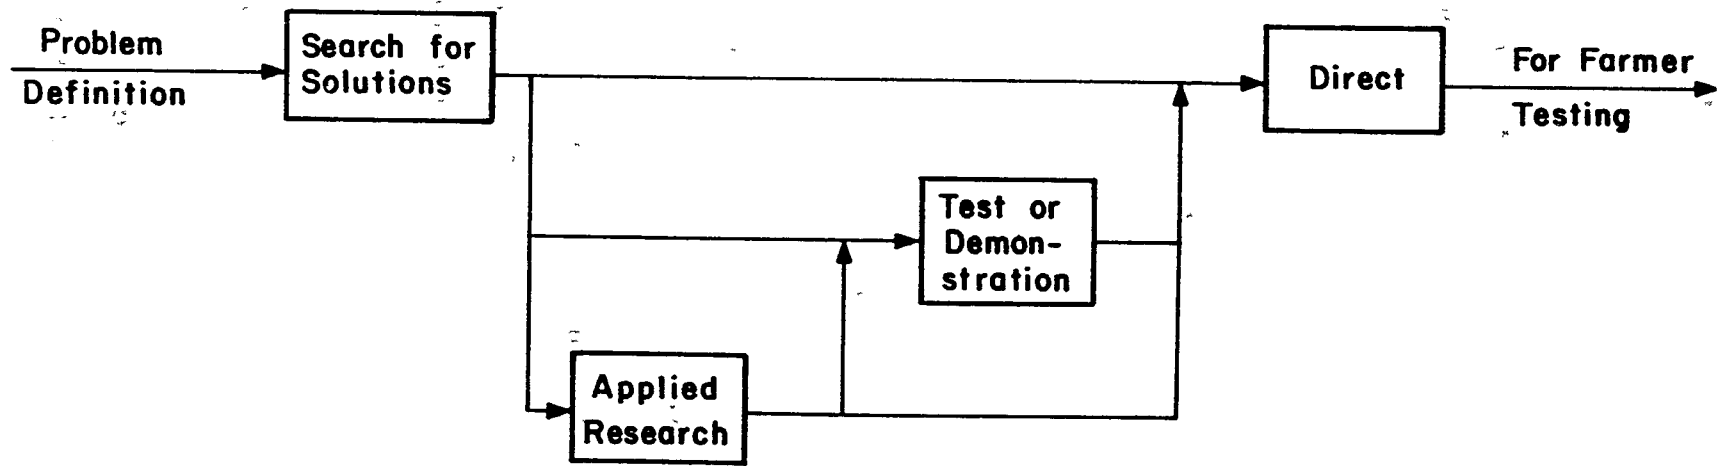 Problem
Definition
Search for
Solutions
Direct
For Farmer
Testing
Test or
Demon-
stration
Applied
Research